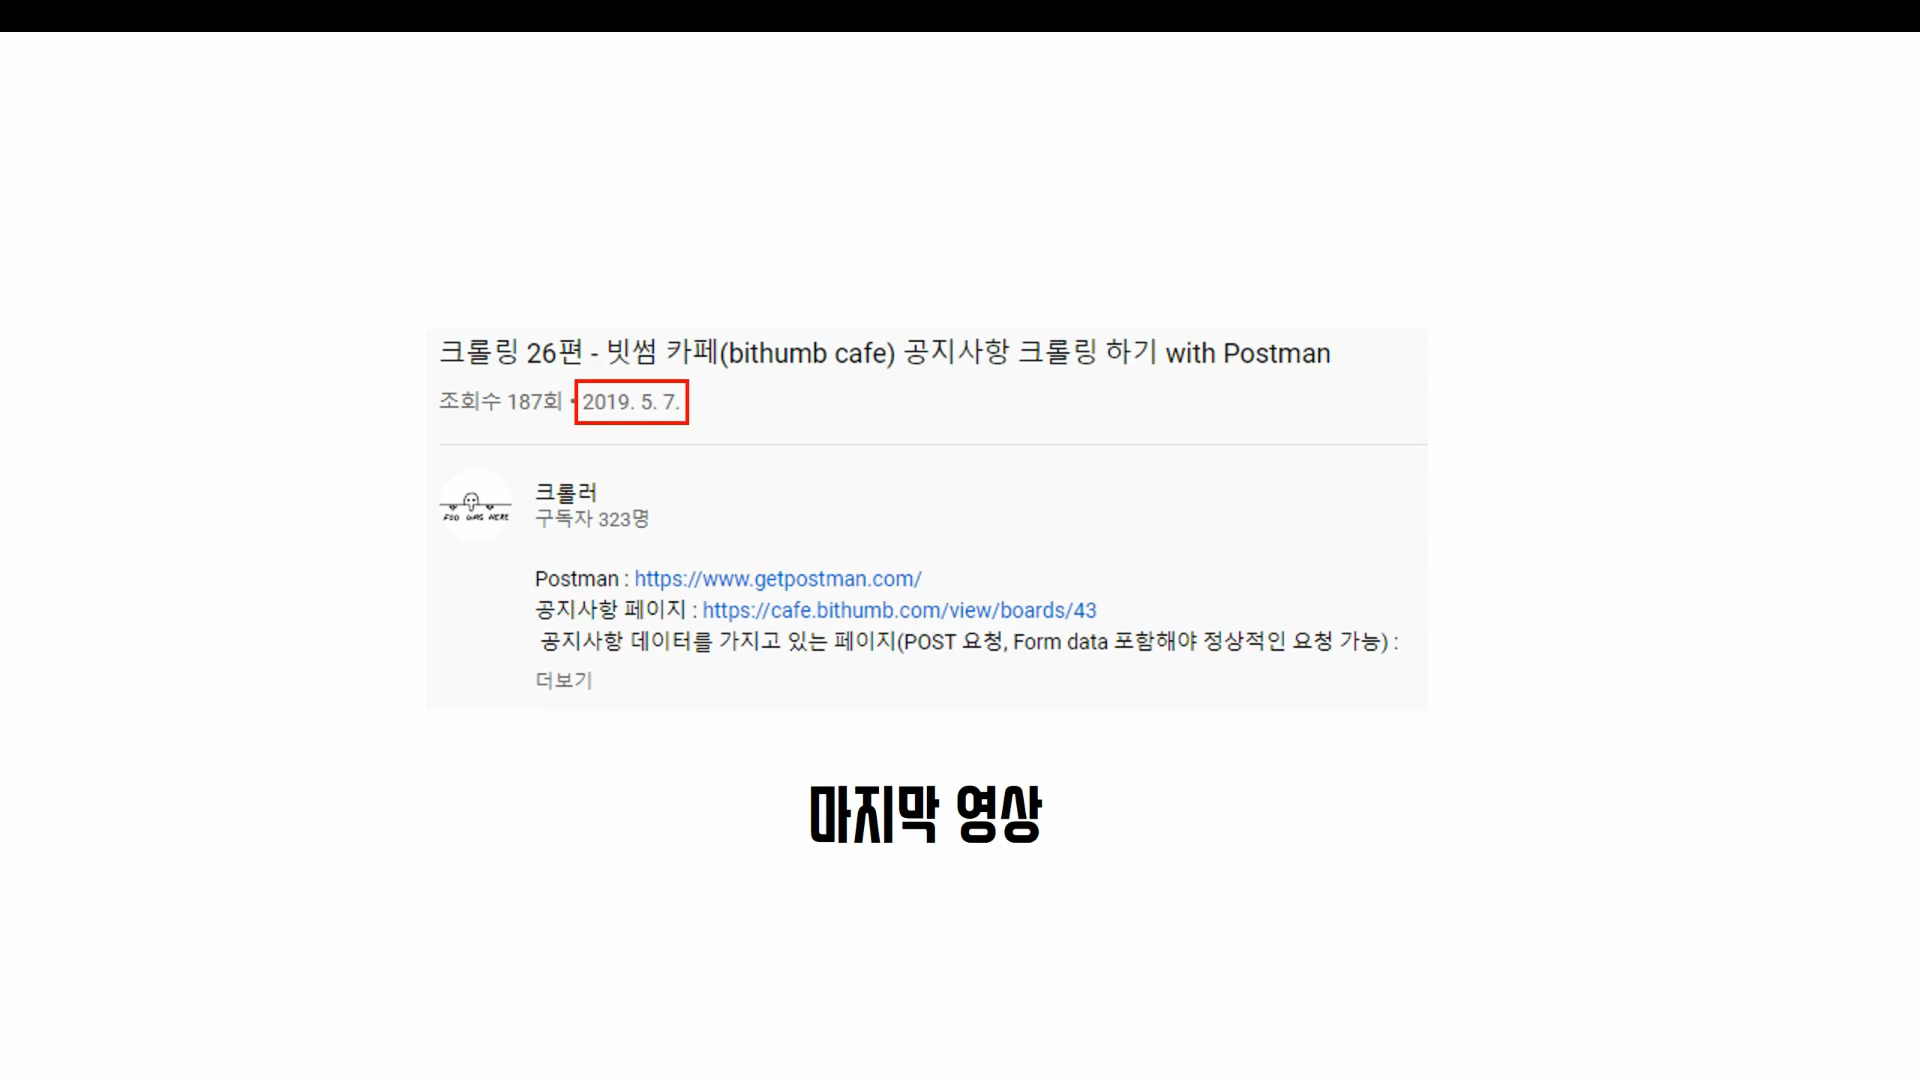 크롤링 26편 - 빗썸 카페(bithumb cafe) 공지사항 크롤링 하기 with Postman
조회수 187회 • 2019. 5. 7.
크롤러
FOO WAS HERE
구독자 323명
Postman : https://www.getpostman.com/
공지사항 페이지 : https://cafe.bithumb.com/view/boards/43
공지사항 데이터를 가지고 있는 페이지(POST 요청, Form data 포함해야 정상적인 요청 가능) :
더보기
마지막 영상